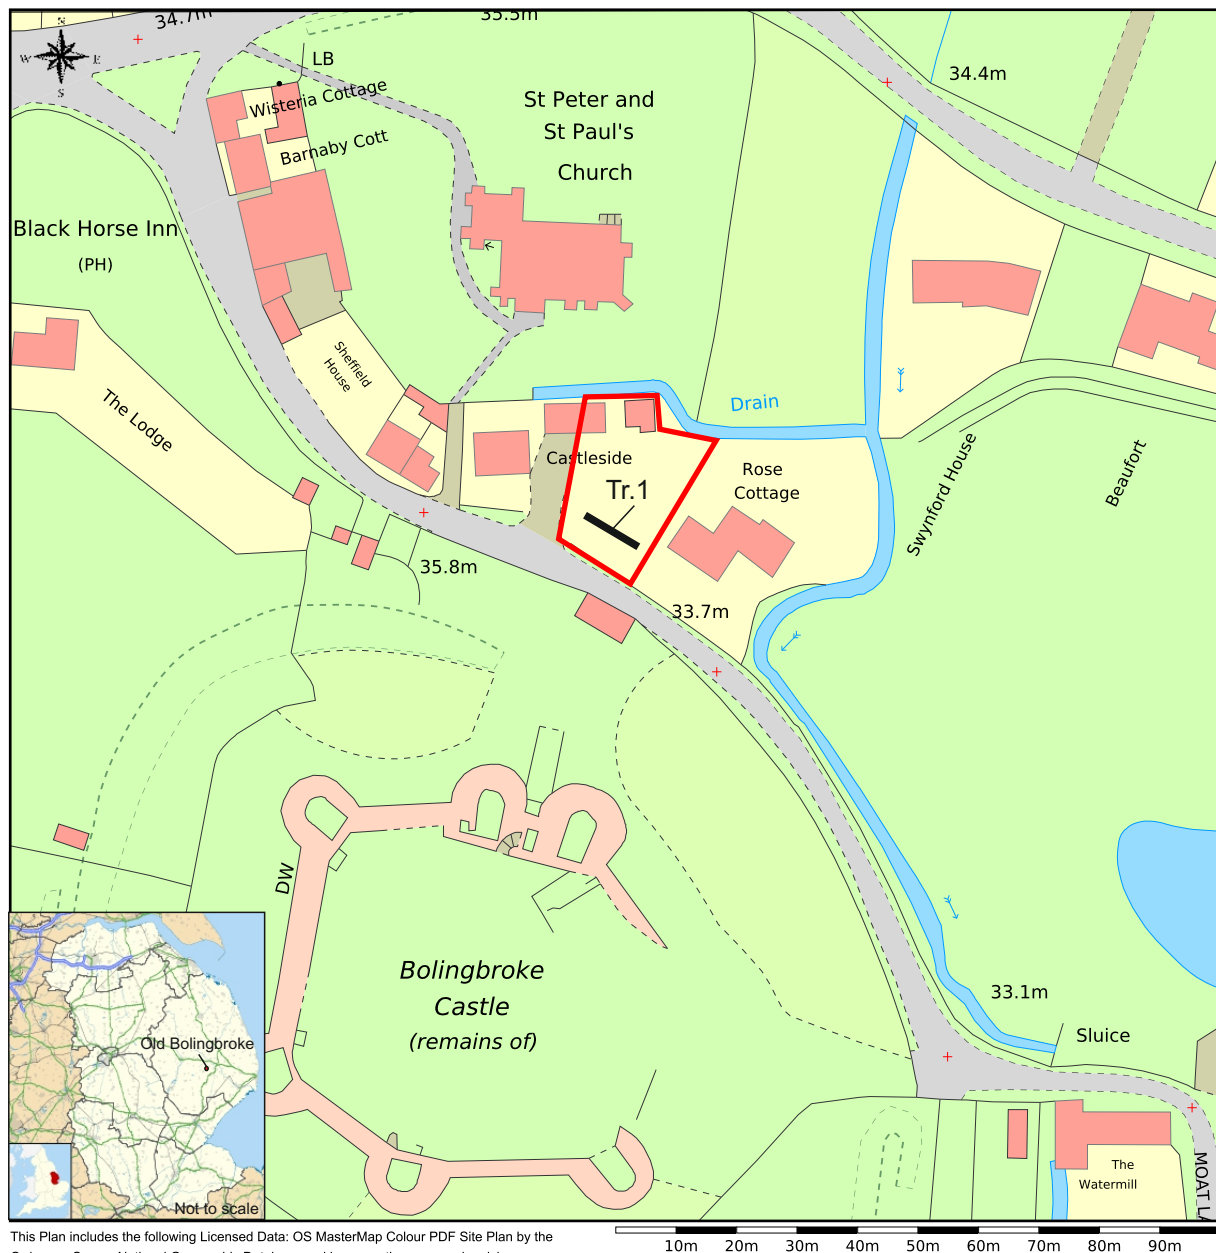 34.7m
35.5m
N
W
E
S
LB
Wisteria Cottage
Barnaby Cott
St Peter and
St Paul's
Church
34.4m
Black Horse Inn
(PH)
Sheffield
House
The Lodge
Drain
Castleside
Rose
Cottage
Tr.1
Swynford House
Beaufort
35.8m
33.7m
DW
Bolingbroke
Castle
(remains of)
33.1m
Sluice
Old Bolingbroke
Not to scale
The
Watermill
MOAT LA
This Plan includes the following Licensed Data: OS MasterMap Colour PDF Site Plan by the
10m 20m 30m 40m 50m 60m 70m 80m 90m